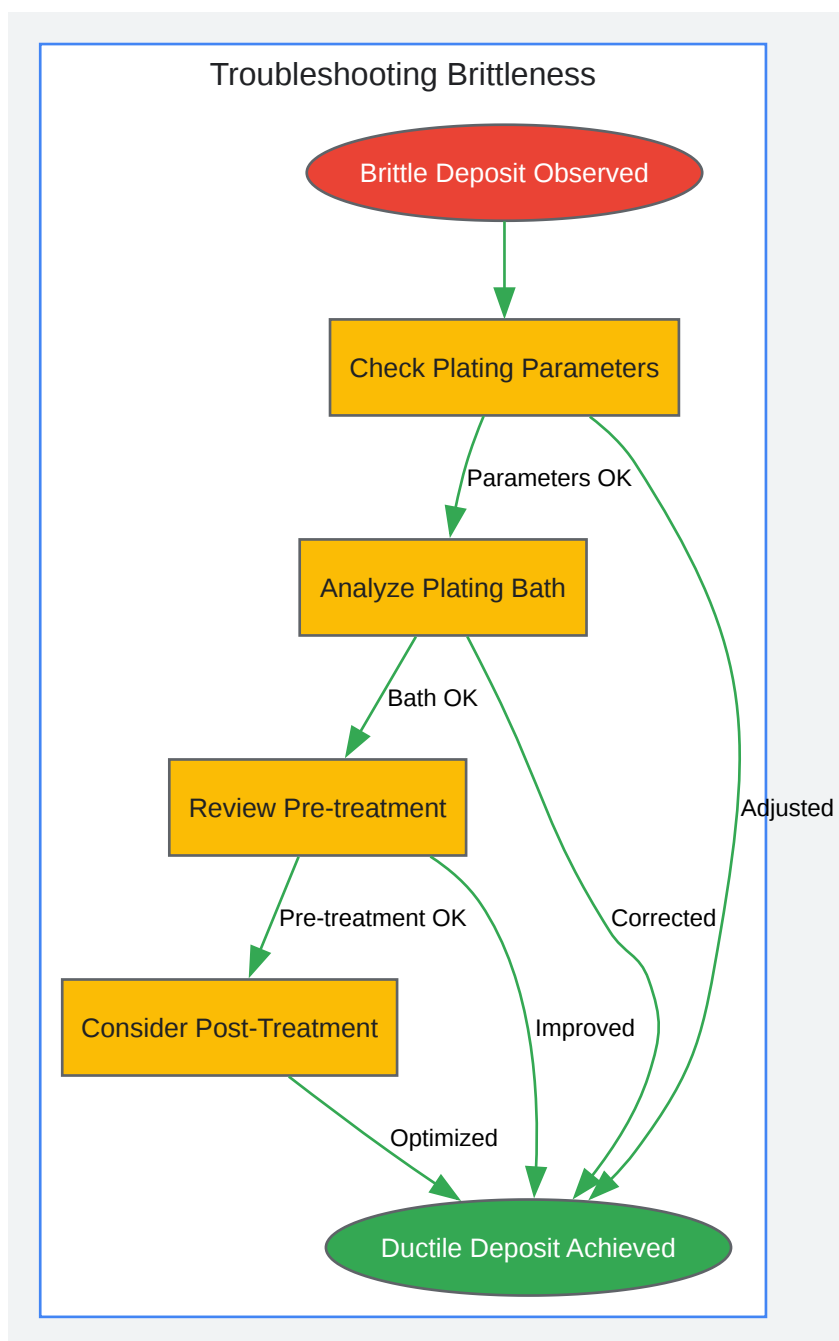 Troubleshooting Brittleness
Brittle Deposit Observed
Check Plating Parameters
Parameters OK
Analyze Plating Bath
Bath OK
Review Pre-treatment
Adjusted
Pre-treatment OK
Corrected
Consider Post-Treatment
Improved
Optimized
Ductile Deposit Achieved